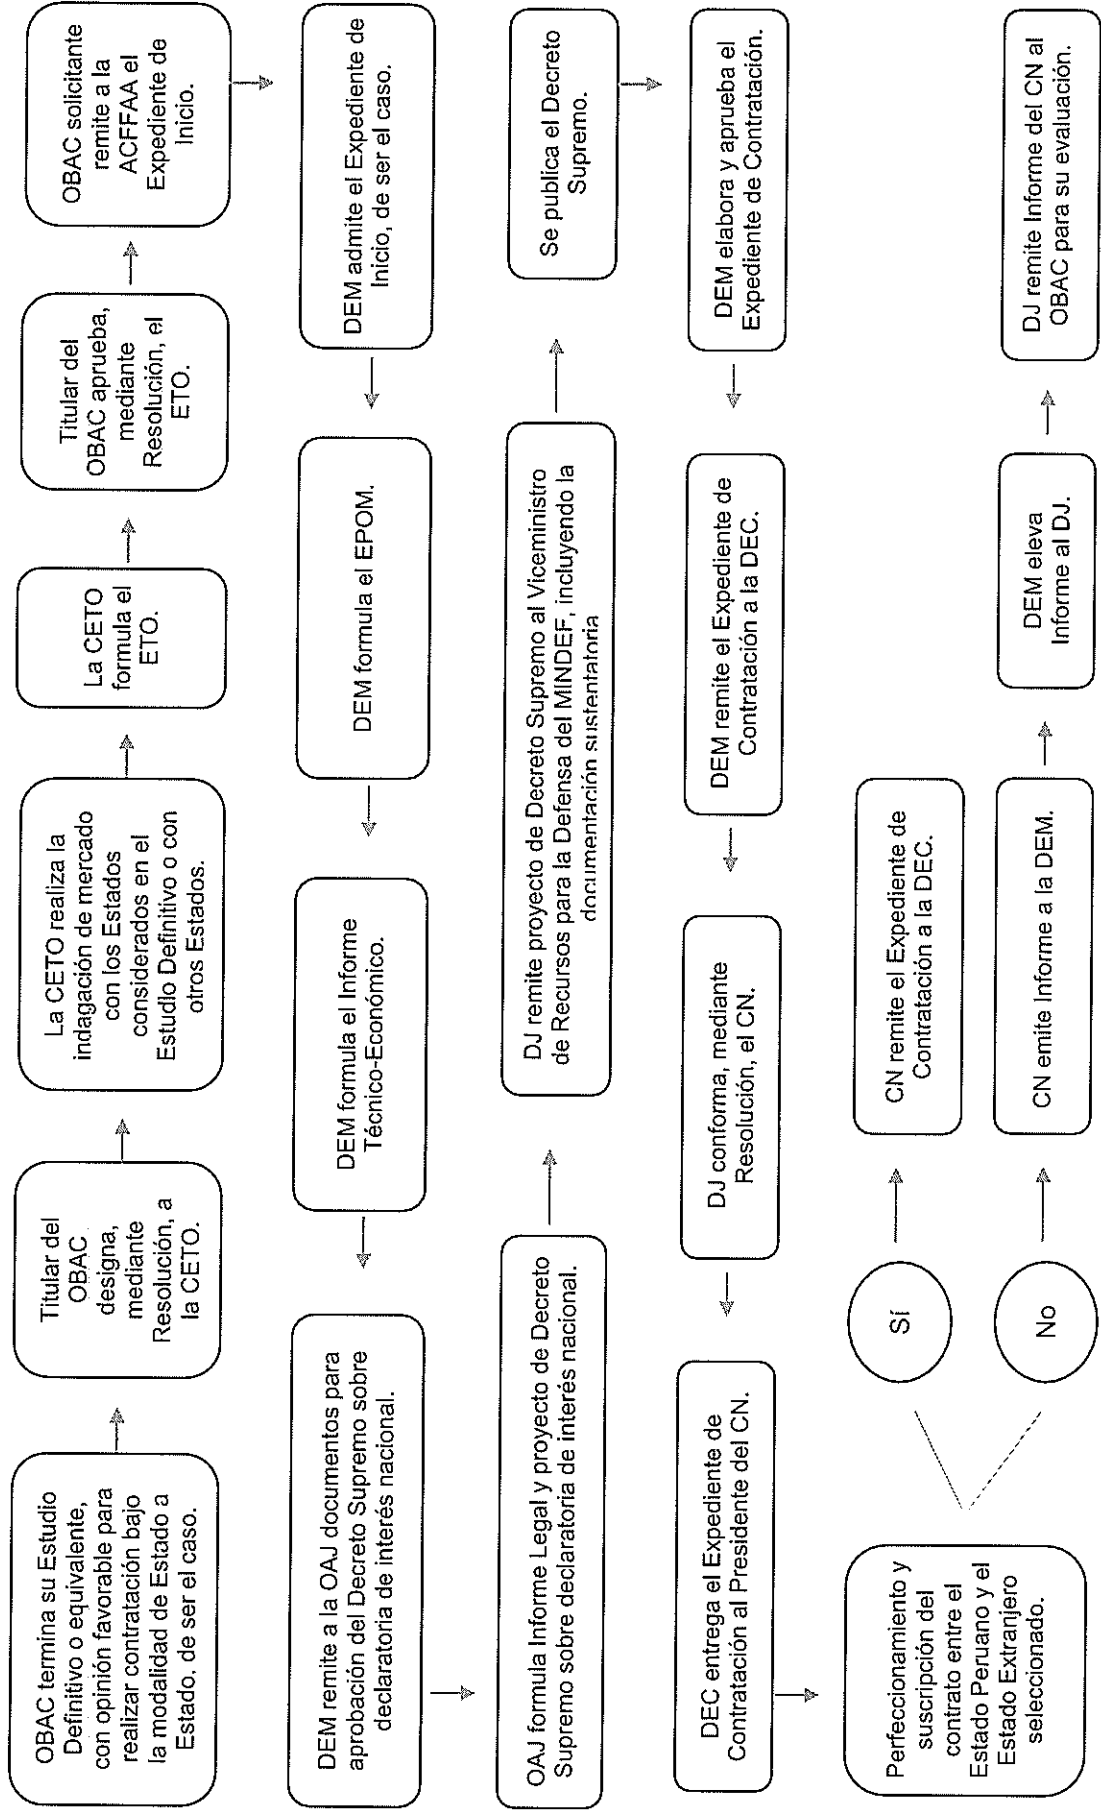 OBAC termina su Estudio
Definitivo o equivalente,
con opinión favorable para
realizar contratación bajo
la modalidad de Estado a
Estado, de ser el caso.
Titular del
OBAC
designa,
mediante
Resolución, a
la CETO.
La CETO realiza la
indagación de mercado
con los Estados
considerados en el
Estudio Definitivo o con
otros Estados.
La CETO
formula el
ETO.
Titular del
OBAC aprueba,
mediante
Resolución, el
ETO.
OBAC solicitante
remite a la
ACFFAA el
Expediente de
Inicio.
DEM admite el Expediente de
Inicio, de ser el caso.
DEM formula el EPOM.
DEM formula el Informe
Técnico-Económico.
DEM remite a la OAJ documentos para
aprobación del Decreto Supremo sobre
declaratoria de interés nacional.
OAJ formula Informe Legal y proyecto de Decreto
Supremo sobre declaratoria de interés nacional.
DJ remite proyecto de Decreto Supremo al Viceministro
de Recursos para la Defensa del MINDEF, incluyendo la
documentación sustentatoria
Se publica el Decreto
Supremo.
DEM elabora y aprueba el
Expediente de Contratación.
DEM remite el Expediente de
Contratación a la DEC.
DJ conforma, mediante
Resolución, el CN.
DEC entrega el Expediente de
Contratación al Presidente del CN.
Perfeccionamiento y
suscripción del
contrato entre el
Estado Peruano y el
Estado Extranjero
seleccionado.
Sí
CN remite el Expediente de
Contratación a la DEC.
No
CN emite Informe a la DEM.
DEM eleva
Informe al DJ.
DJ remite Informe del CN al
OBAC para su evaluación.